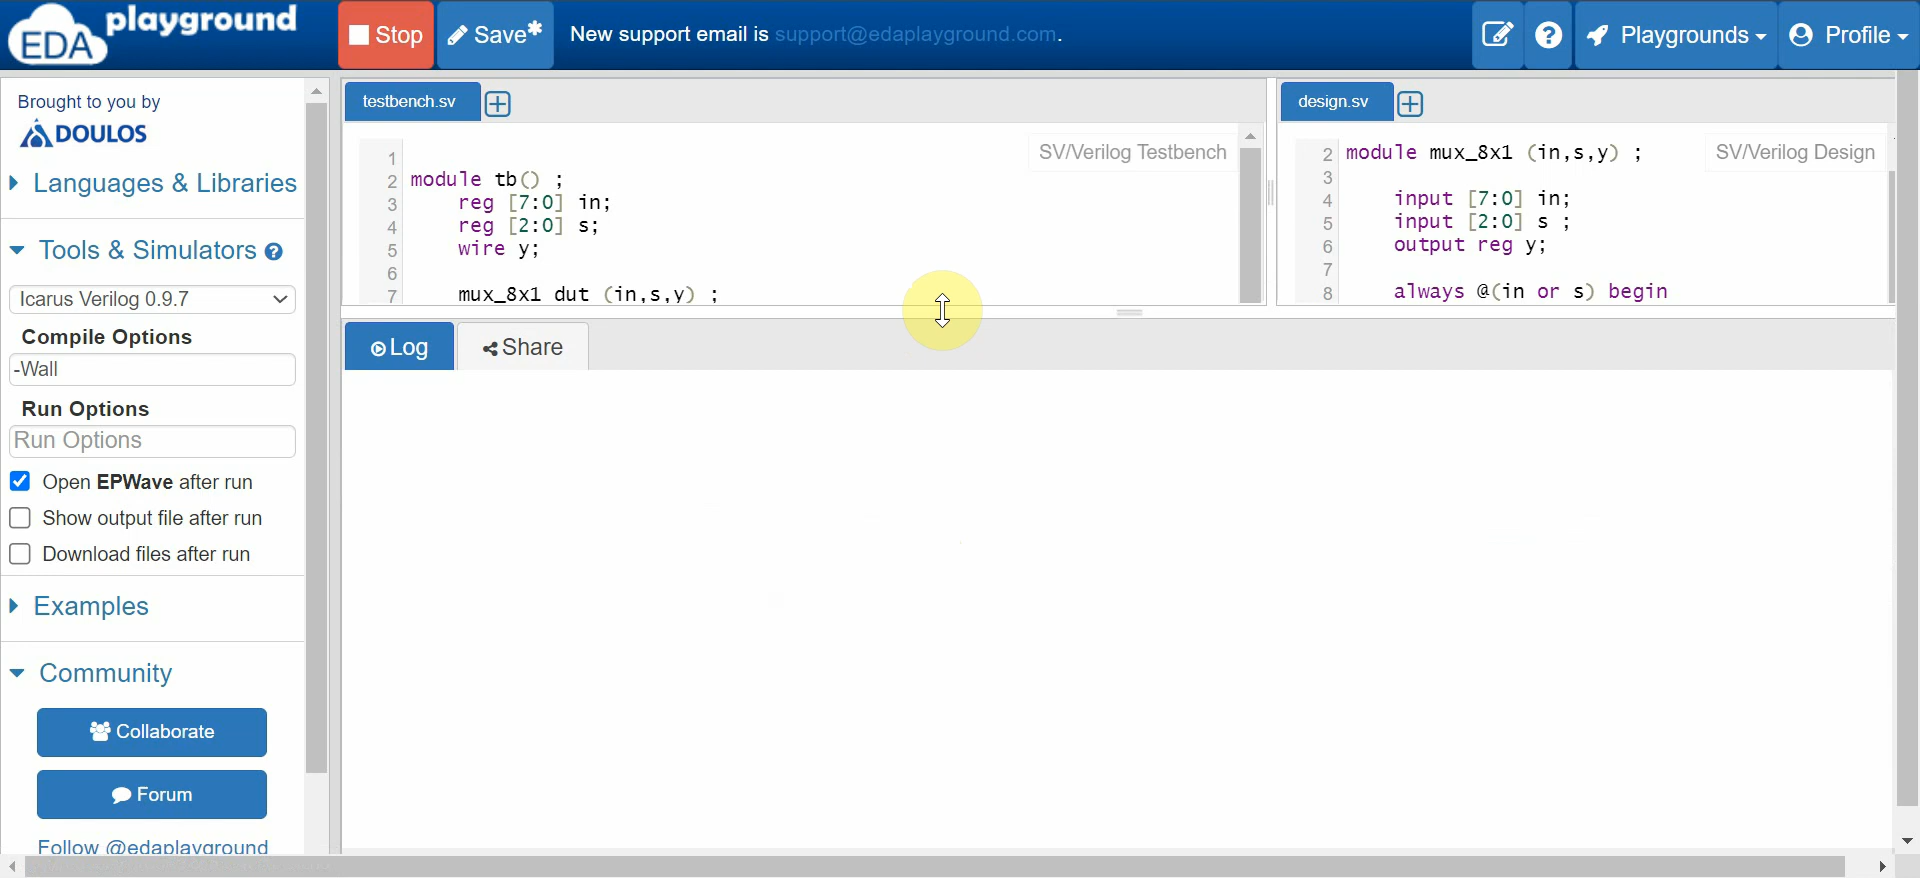 EDA playground
Stop
Save*
New support email is support@edaplayground.com.
Playgrounds
Profile
Brought to you by
DOULOS
Languages & Libraries
Tools & Simulators
Icarus Verilog 0.9.7
Compile Options
-Wall
Run Options
Run Options
Open EPWave after run
Show output file after run
Download files after run
Examples
Community
Collaborate
Forum
Follow @edaplayground
testbench.sv
SV/Verilog Testbench
1
2 module tb() ;
3 reg [7:0] in;
4 reg [2:0] s;
5 wire y;
6
7 mux_8x1 dut (in,s,y) ;
design.sv
SV/Verilog Design
2 module mux_8x1 (in,s,y) ;
3
4 input [7:0] in;
5 input [2:0] s ;
6 output reg y;
7
8 always @(in or s) begin
Log
Share